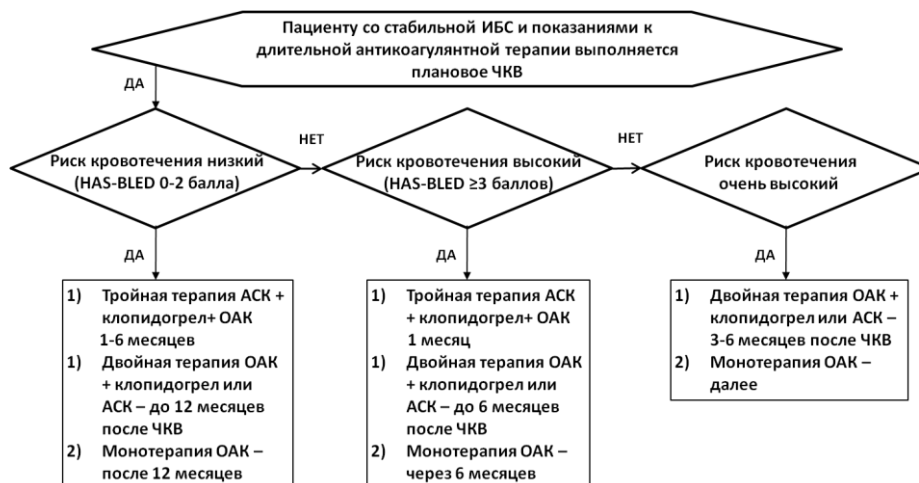 Пациенту со стабильной ИБС и показаниями к
длительной антикоагулянтной терапии выполняется
плановое ЧКВ
ДА
Риск кровотечения низкий
(HAS-BLED 0-2 балла)
НЕТ
Риск кровотечения высокий
(HAS-BLED ≥3 баллов)
НЕТ
Риск кровотечения
очень высокий
ДА
ДА
ДА
1) Тройная терапия АСК +
клопидогрел+ ОАК
1-6 месяцев
1) Двойная терапия ОАК
+ клопидогрел или
АСК – до 12 месяцев
после ЧКВ
2) Монотерапия ОАК –
после 12 месяцев
1) Тройная терапия АСК
+ клопидогрел+ ОАК
1 месяц
1) Двойная терапия ОАК
+ клопидогрел или
АСК – до 6 месяцев
после ЧКВ
2) Монотерапия ОАК –
через 6 месяцев
1) Двойная терапия ОАК +
клопидогрел или АСК –
3-6 месяцев после ЧКВ
2) Монотерапия ОАК –
далее